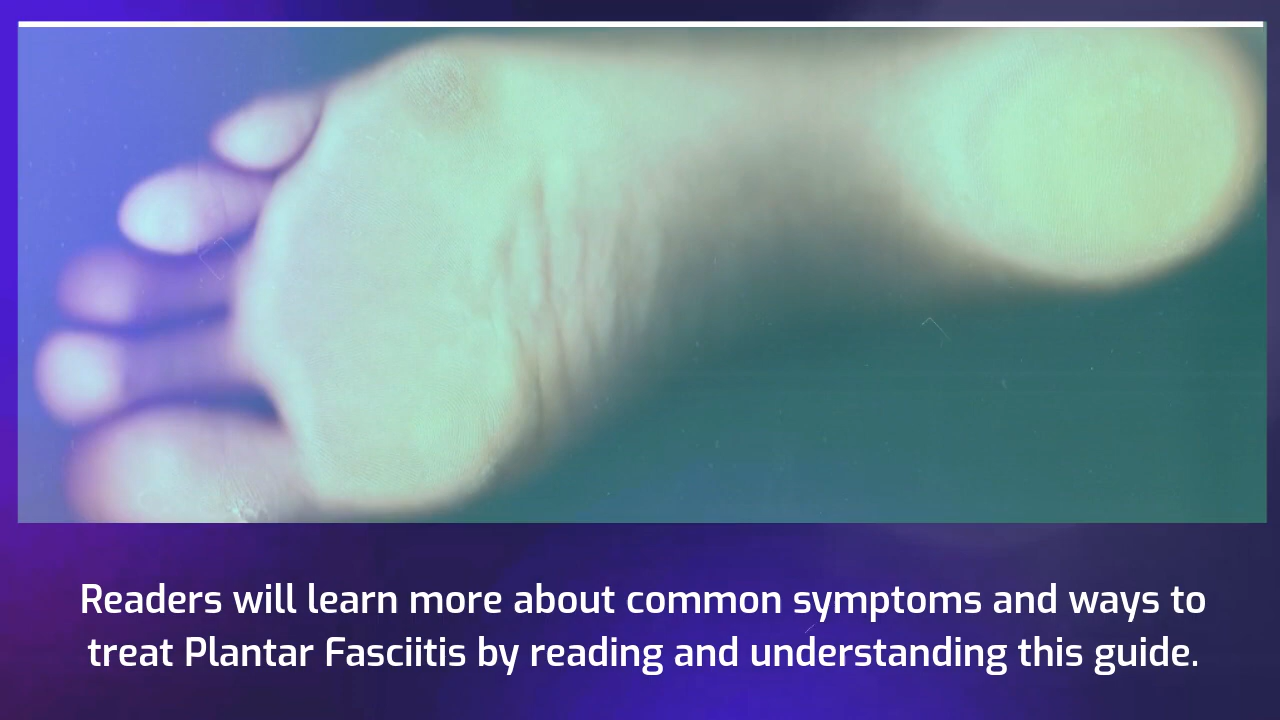 Readers will learn more about common symptoms and ways to
treat Plantar Fasciitis by reading and understanding this guide.